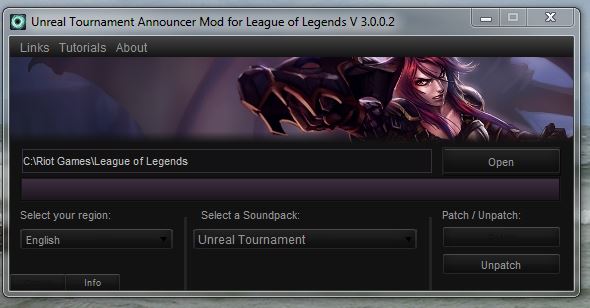 Unreal Tournament Announcer Mod for League of Legends V 3.0.0.2
Links Tutorials About
C:\Riot Games\League of Legends
Open
Select your region:
Select a Soundpack:
Patch / Unpatch:
English
Unreal Tournament
Unpatch
Info